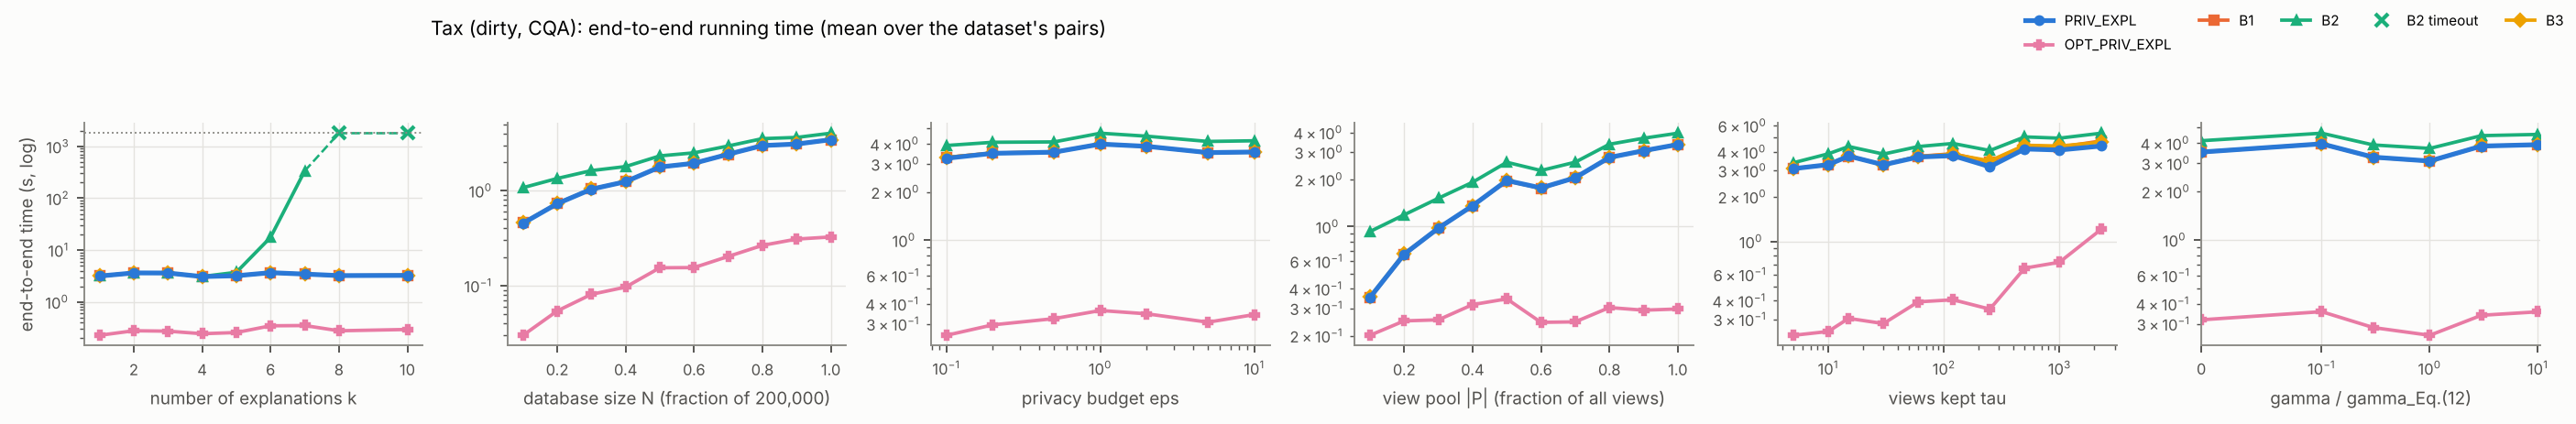 Tax (dirty, CQA): end-to-end running time (mean over the dataset's pairs)
PRIV_EXPL B1 B2 B2 timeout B3
OPT_PRIV_EXPL
end-to-end time (s, log)
10³
10²
10¹
10⁰
2 4 6 8 10
number of explanations k
10⁰
10⁻¹
0.2 0.4 0.6 0.8 1.0
database size N (fraction of 200,000)
4 × 10⁰
3 × 10⁰
2 × 10⁰
10⁰
6 × 10⁻¹
4 × 10⁻¹
3 × 10⁻¹
10⁻¹ 10⁰ 10¹
privacy budget eps
4 × 10⁰
3 × 10⁰
2 × 10⁰
10⁰
6 × 10⁻¹
4 × 10⁻¹
3 × 10⁻¹
2 × 10⁻¹
0.2 0.4 0.6 0.8 1.0
view pool |P| (fraction of all views)
6 × 10⁰
4 × 10⁰
3 × 10⁰
2 × 10⁰
10⁰
6 × 10⁻¹
4 × 10⁻¹
3 × 10⁻¹
10¹ 10² 10³
views kept tau
4 × 10⁰
3 × 10⁰
2 × 10⁰
10⁰
6 × 10⁻¹
4 × 10⁻¹
3 × 10⁻¹
0 10⁻¹ 10⁰ 10¹
gamma / gamma_Eq.(12)